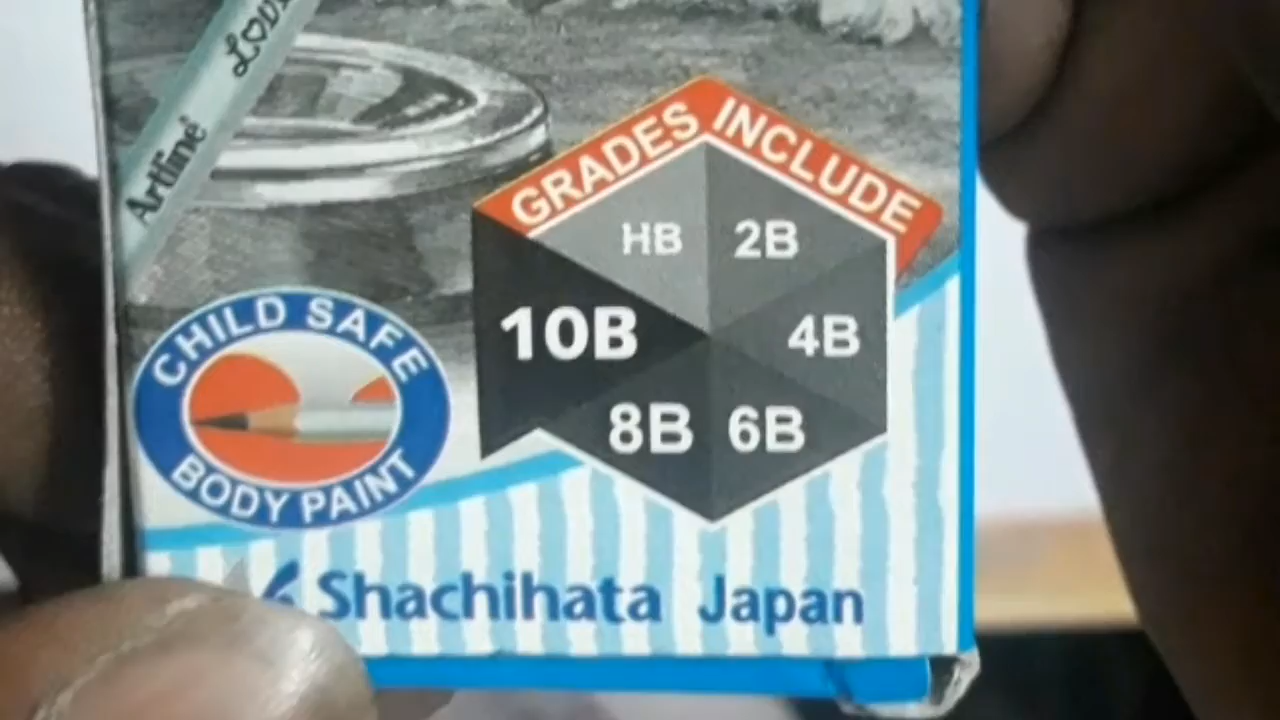 Artline
GRADES INCLUDE
HB
2B
10B
4B
8B
6B
CHILD SAFE
BODY PAINT
Shachihata Japan